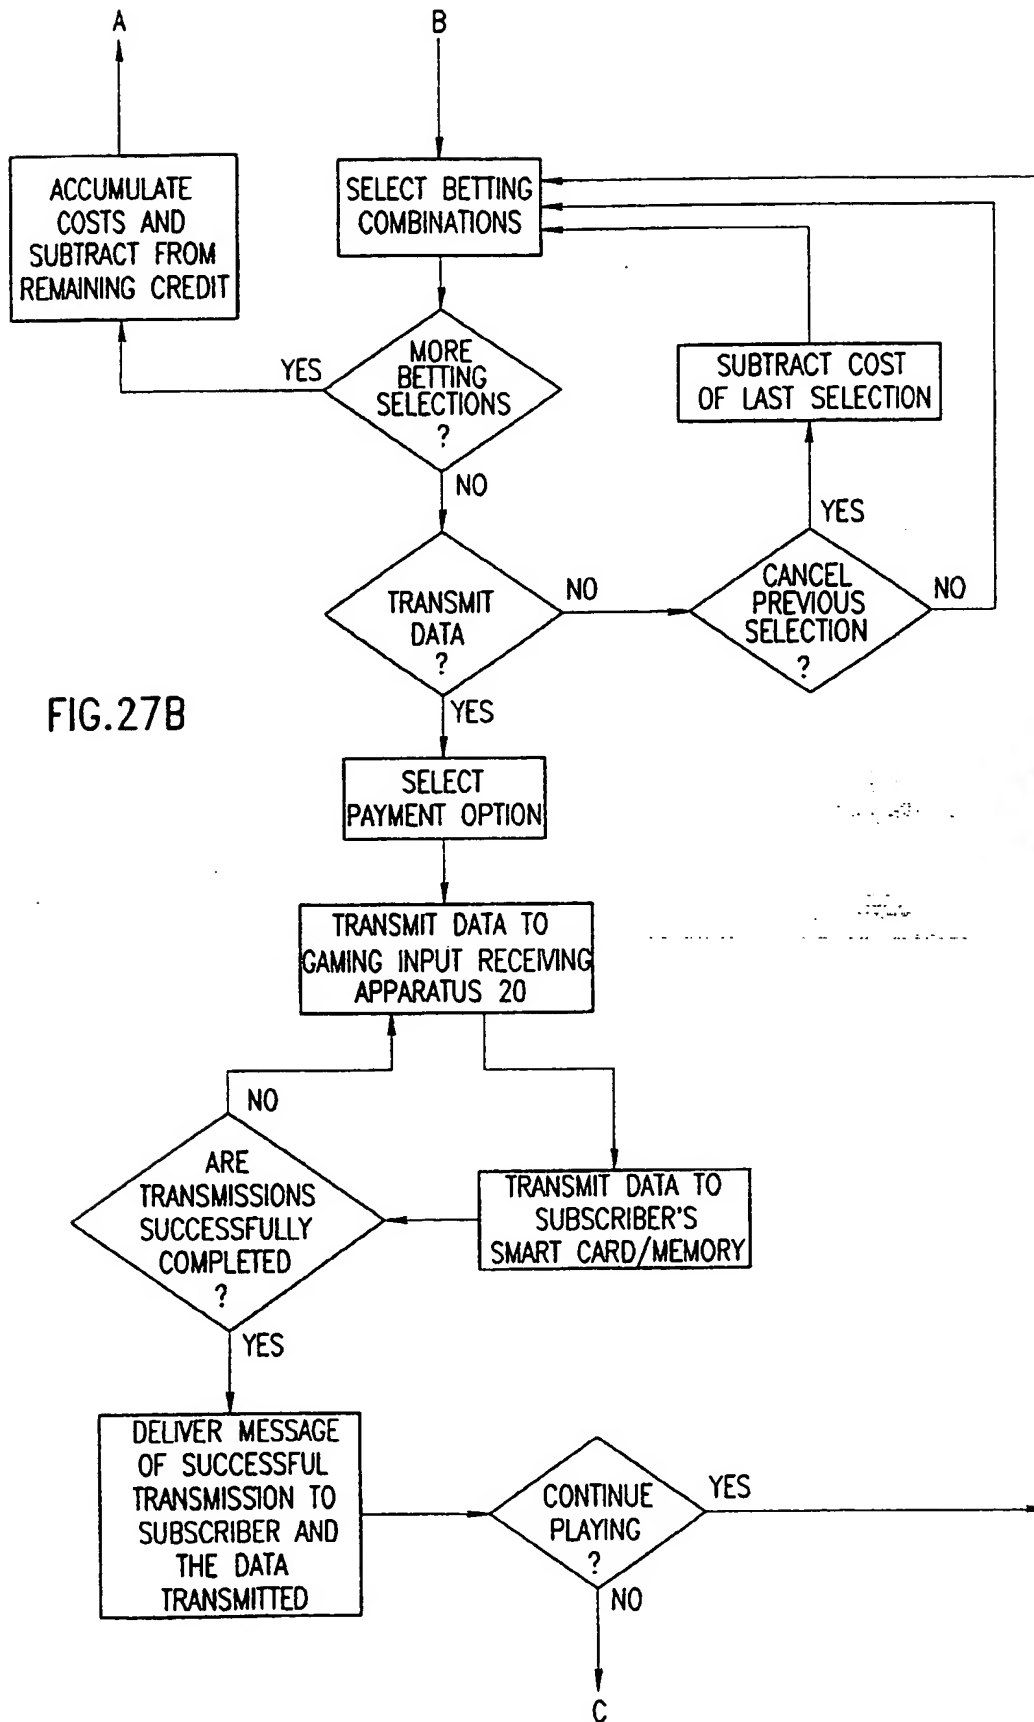 A
B
ACCUMULATE
COSTS AND
SUBTRACT FROM
REMAINING CREDIT
SELECT BETTING
COMBINATIONS
YES
MORE
BETTING
SELECTIONS
?
SUBTRACT COST
OF LAST SELECTION
NO
YES
TRANSMIT
DATA
?
NO
CANCEL
PREVIOUS
SELECTION
?
NO
FIG.27B
YES
SELECT
PAYMENT OPTION
TRANSMIT DATA TO
GAMING INPUT RECEIVING
APPARATUS 20
NO
ARE
TRANSMISSIONS
SUCCESSFULLY
COMPLETED
?
TRANSMIT DATA TO
SUBSCRIBER'S
SMART CARD/MEMORY
YES
DELIVER MESSAGE
OF SUCCESSFUL
TRANSMISSION TO
SUBSCRIBER AND
THE DATA
TRANSMITTED
CONTINUE
PLAYING
?
YES
NO
C